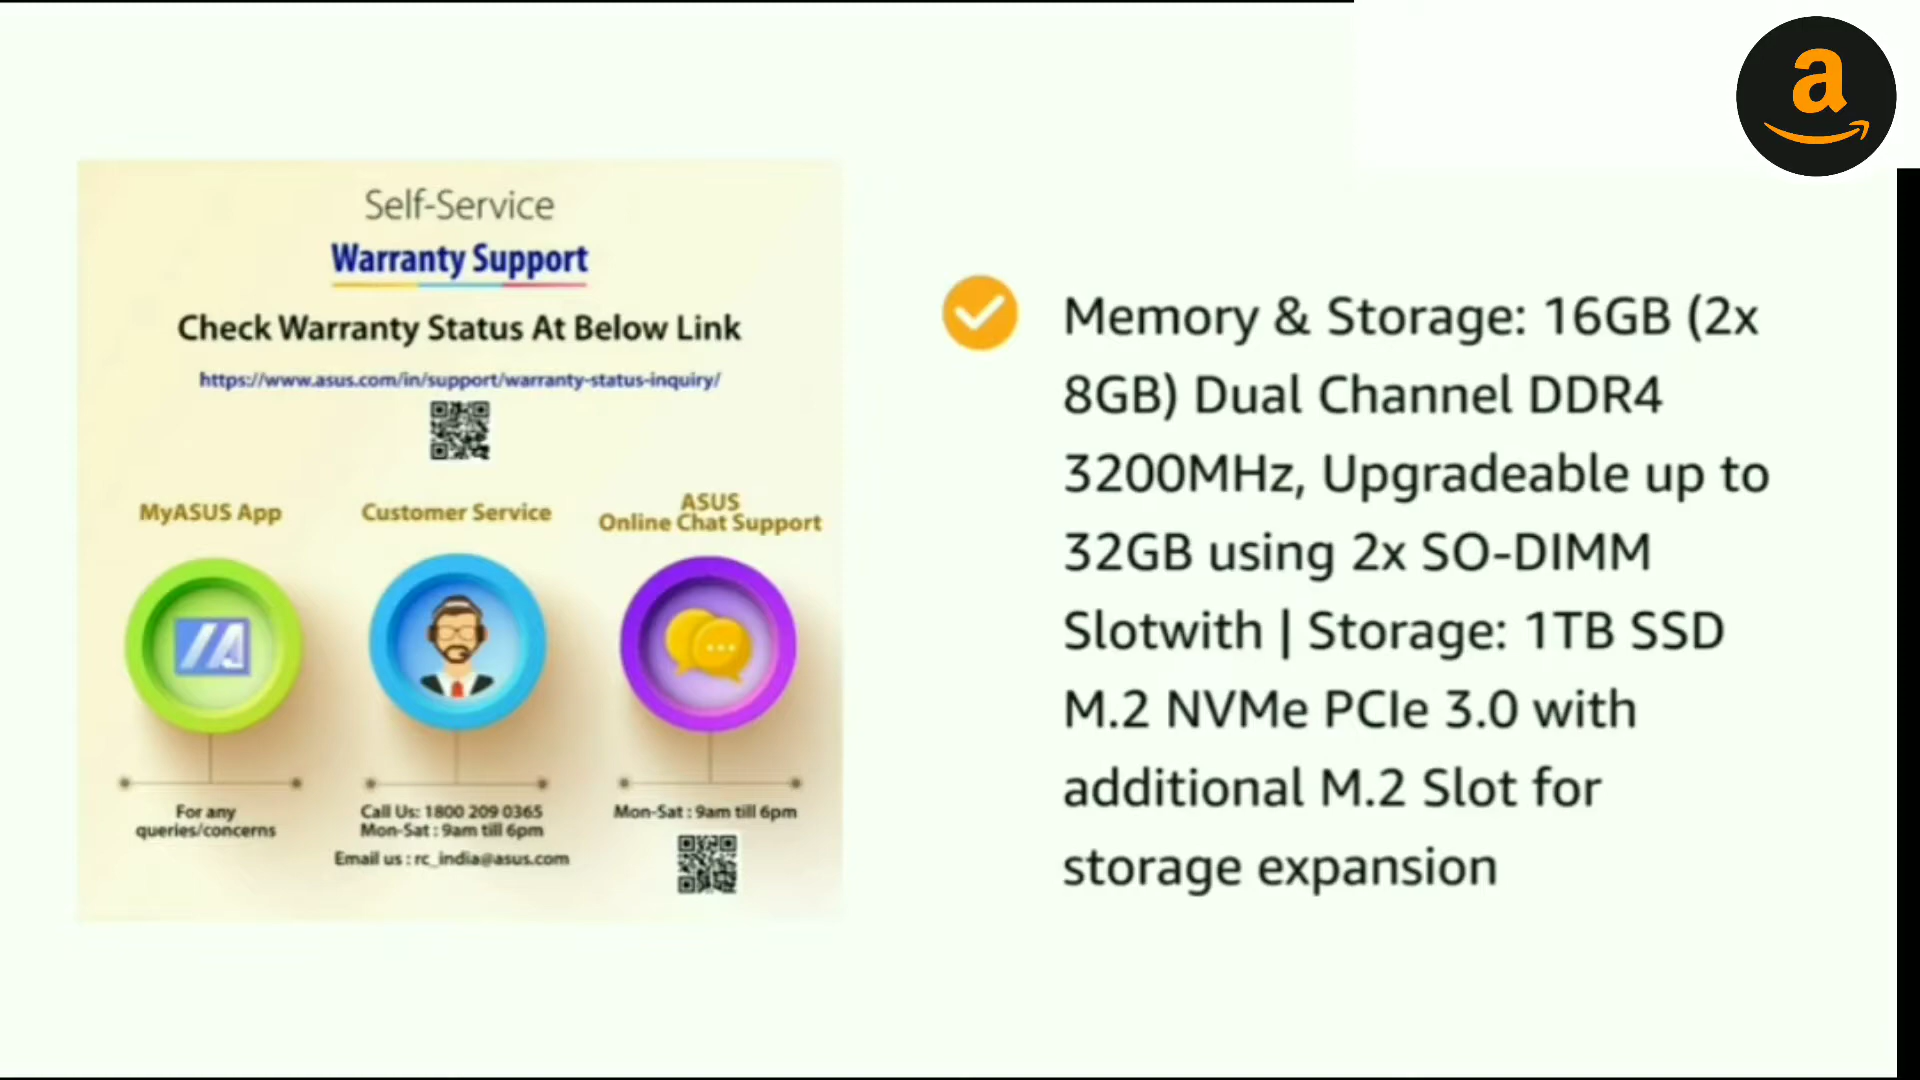 Self-Service
Warranty Support
Check Warranty Status At Below Link
https://www.asus.com/in/support/warranty-status-inquiry/
MyASUS App
Customer Service
ASUS
Online Chat Support
For any
queries/concerns
Call Us: 1800 209 0365
Mon-Sat : 9am till 6pm
Email us : rc_india@asus.com
Mon-Sat : 9am till 6pm
a
Memory & Storage: 16GB (2x
8GB) Dual Channel DDR4
3200MHz, Upgradeable up to
32GB using 2x SO-DIMM
Slotwith | Storage: 1TB SSD
M.2 NVMe PCIe 3.0 with
additional M.2 Slot for
storage expansion